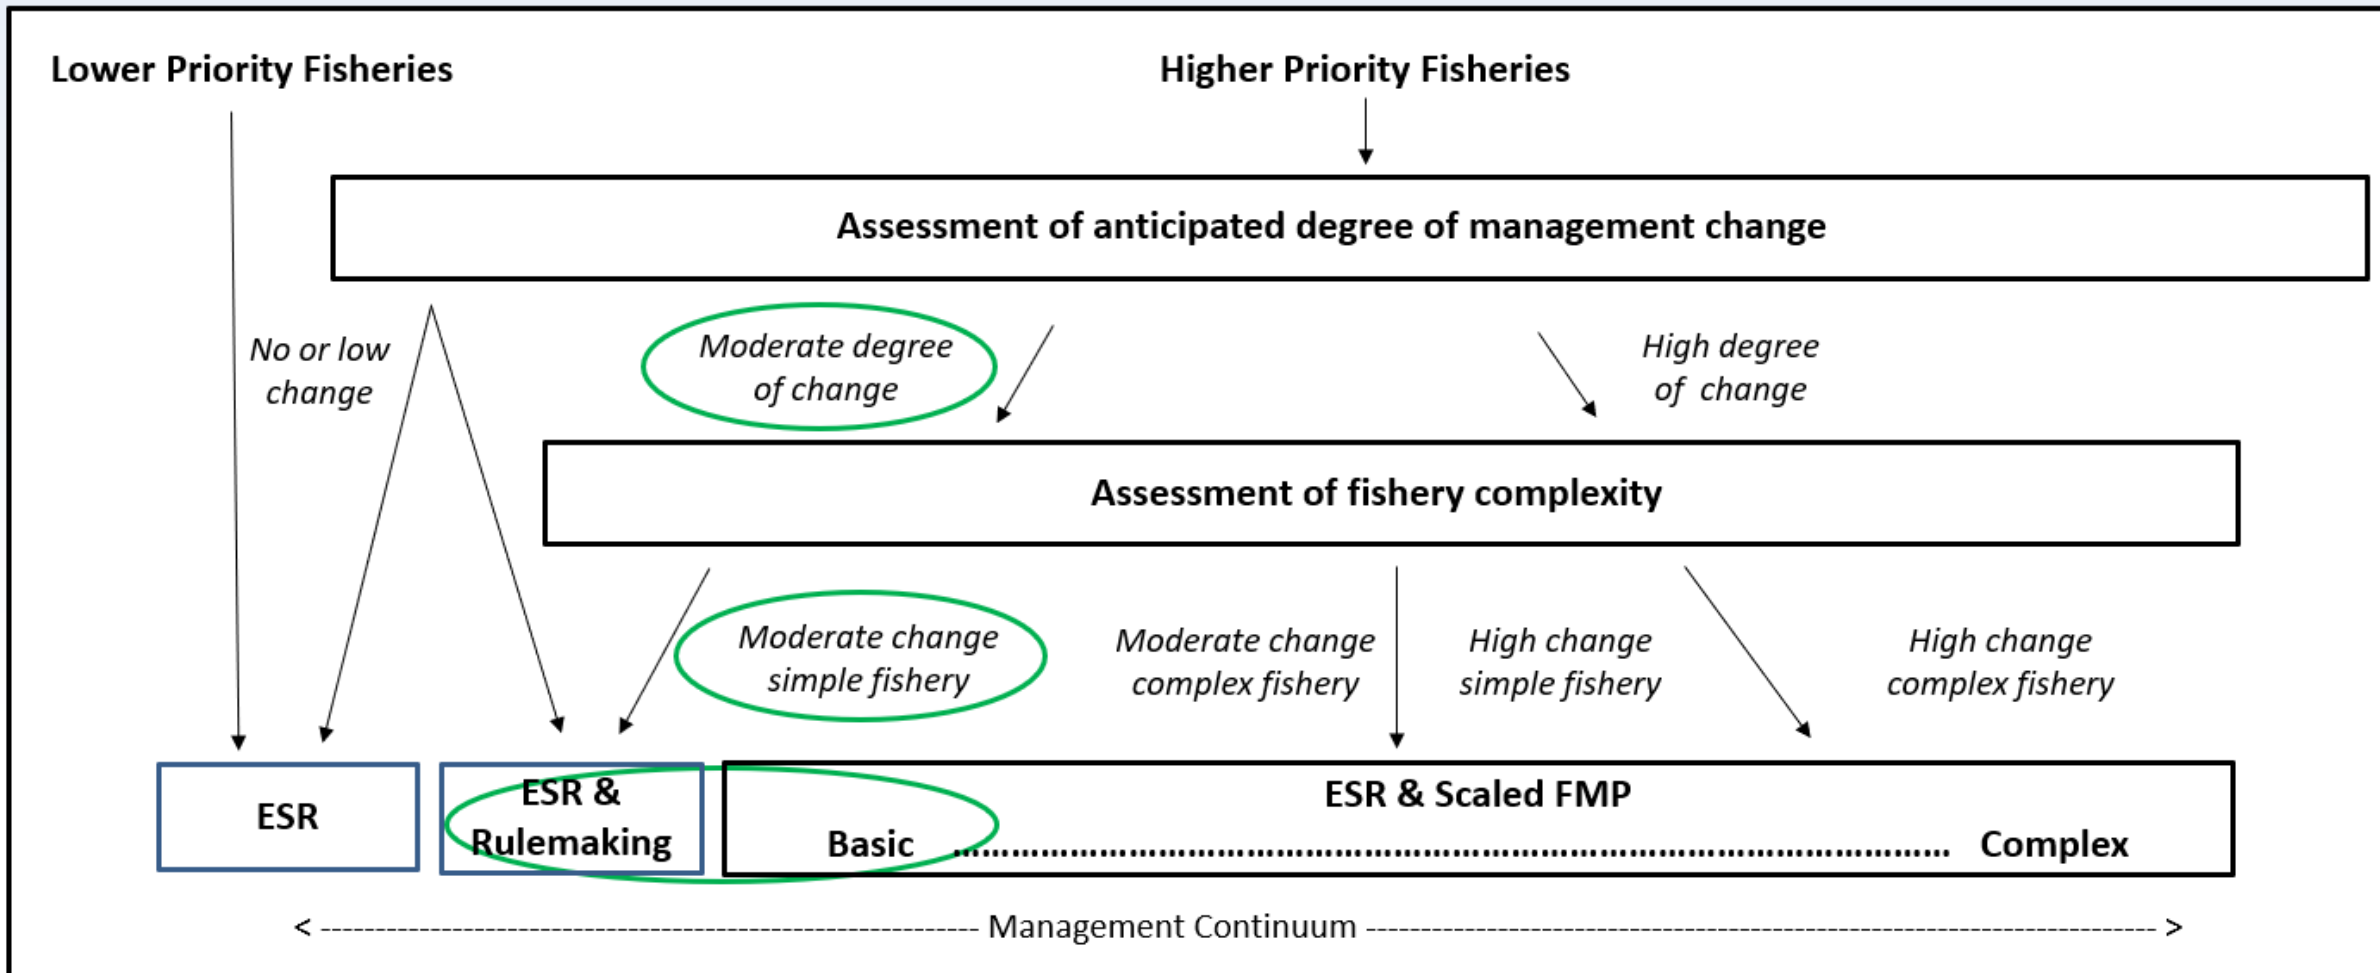 Lower Priority Fisheries
Higher Priority Fisheries
Assessment of anticipated degree of management change
No or low
change
Moderate degree
of change
High degree
of  change
Assessment of fishery complexity
Moderate change
simple fishery
Moderate change
complex fishery
High change
simple fishery
High change
complex fishery
ESR
ESR &
Rulemaking
ESR & Scaled FMP
Basic ........................................................................................................ Complex
< ------------------------------------------------------------- Management Continuum ------------------------------------------------------------------------- >